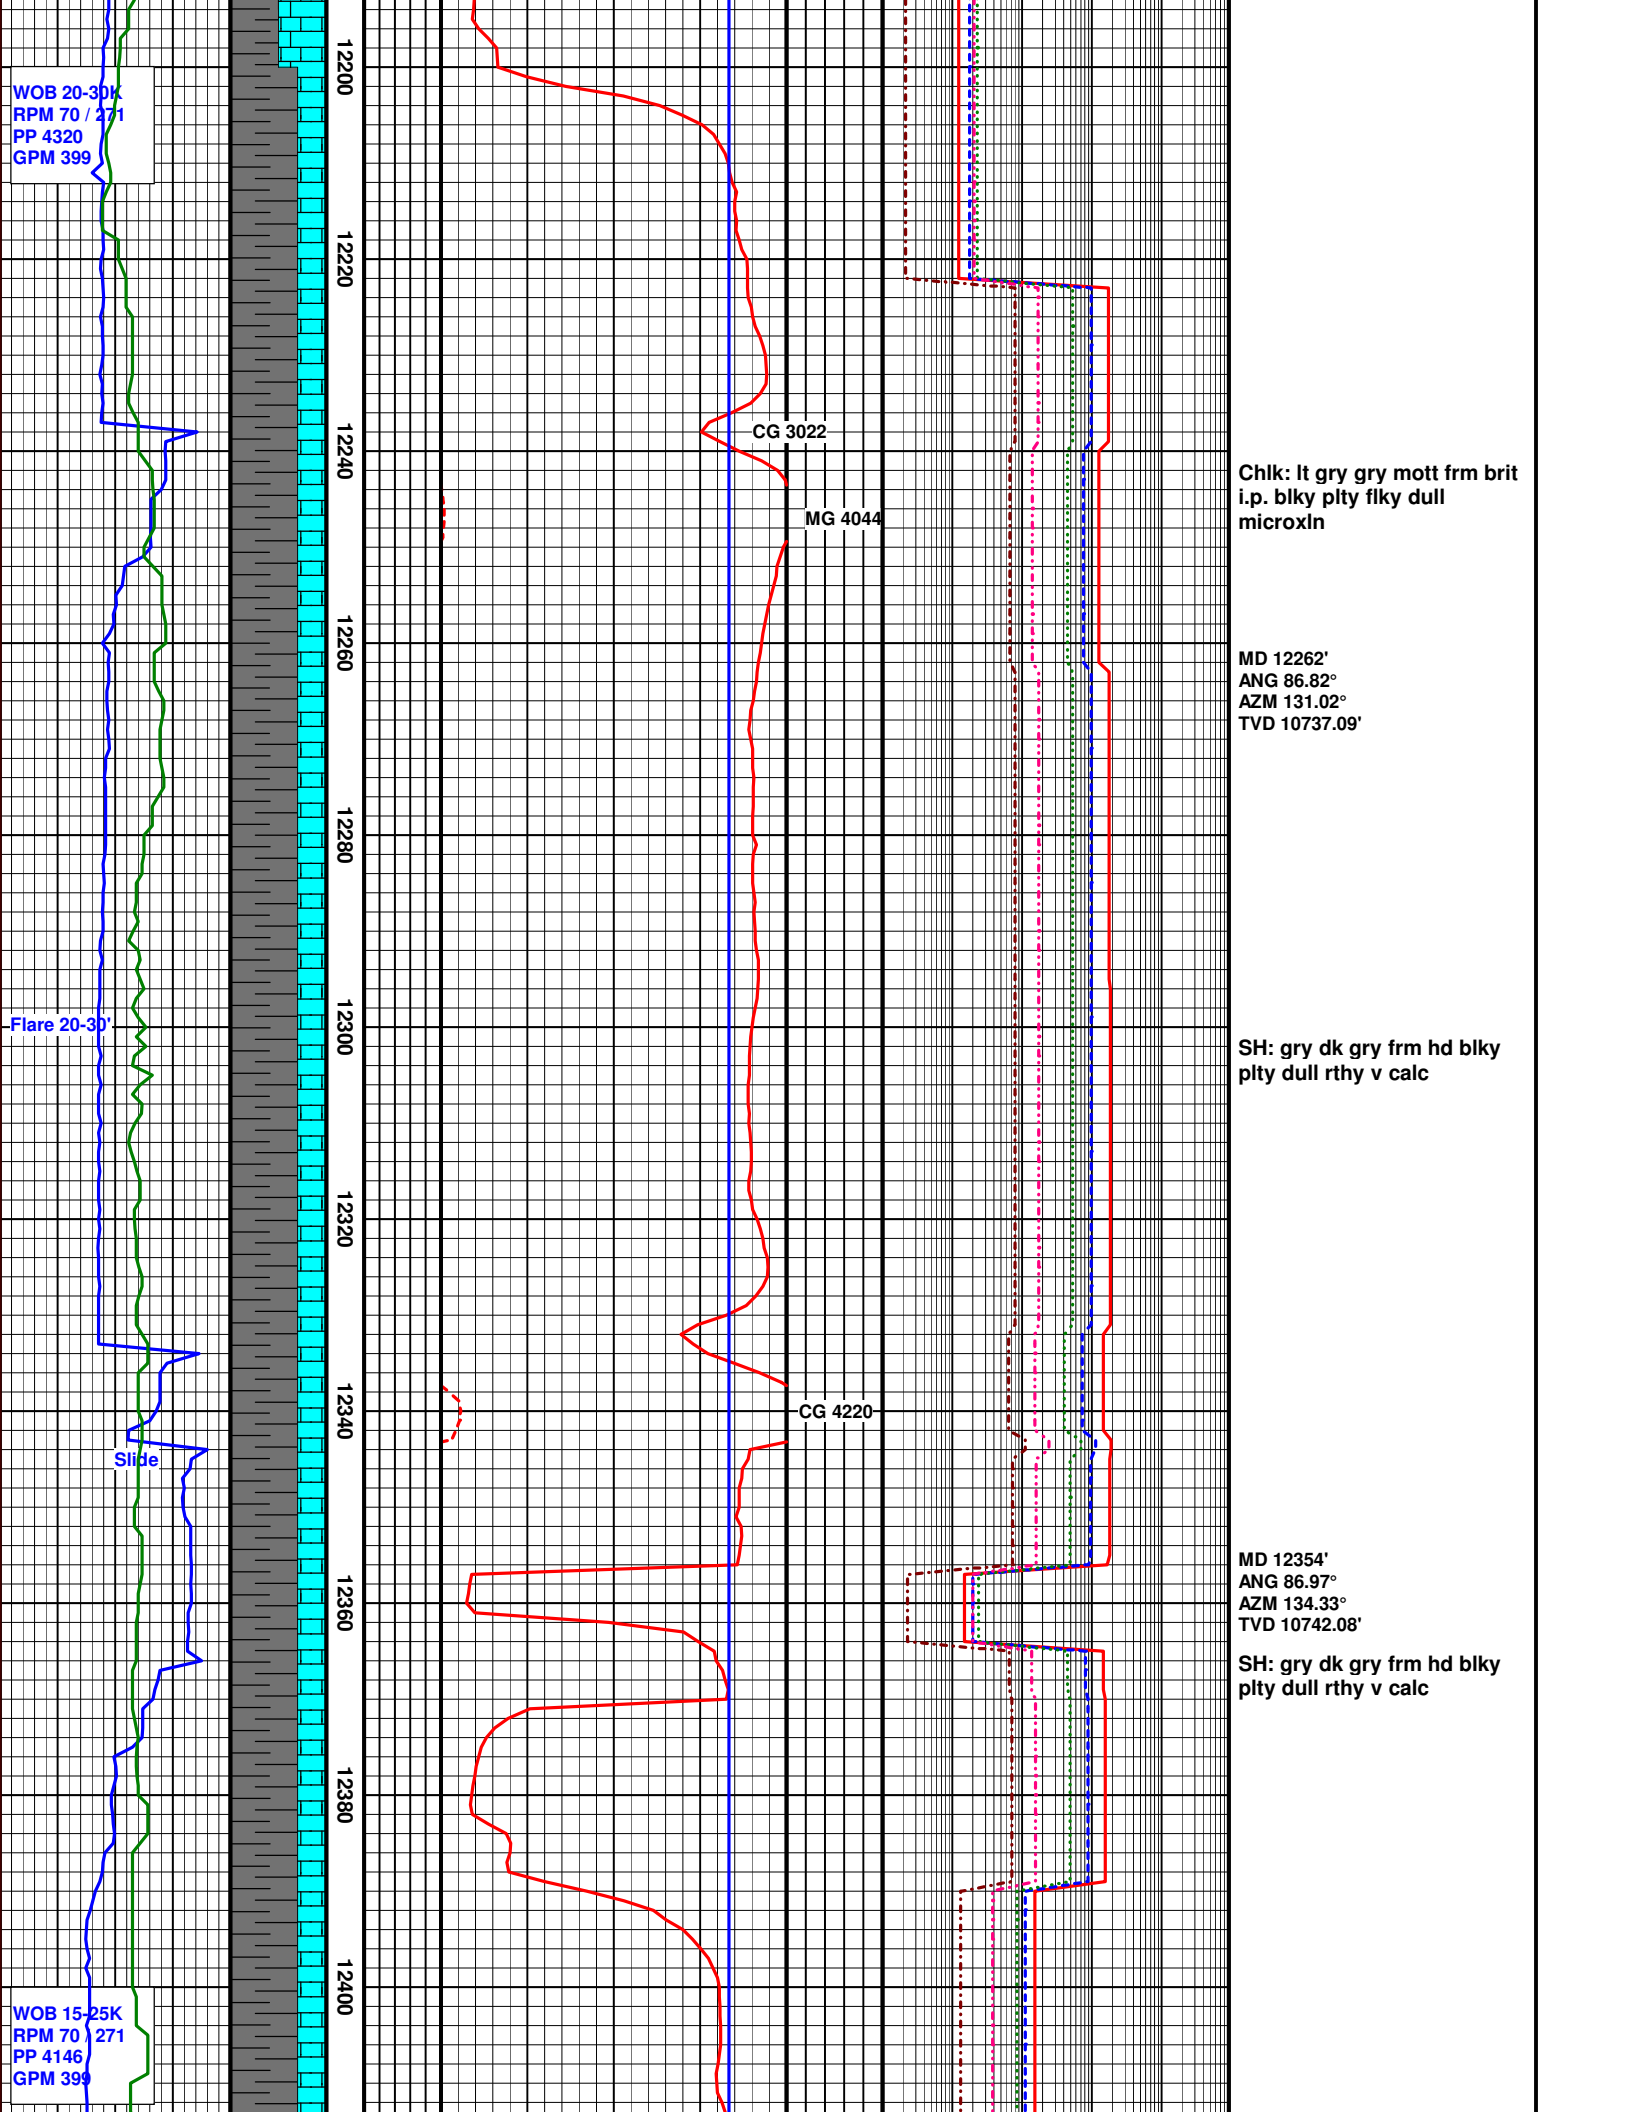 12200
WOB 20-30K
RPM 70 / 271
PP 4320
GPM 399
12220
CG 3022
12240
Chlk: lt gry gry mott frm brit
i.p. blky plty flky dull
microxln
MG 4044
12260
MD 12262'
ANG 86.82°
AZM 131.02°
TVD 10737.09'
12280
Flare 20-30'
12300
SH: gry dk gry frm hd blky
plty dull rthy v calc
12320
12340
CG 4220
Slide
12360
MD 12354'
ANG 86.97°
AZM 134.33°
TVD 10742.08'
SH: gry dk gry frm hd blky
plty dull rthy v calc
12380
12400
WOB 15-25K
RPM 70 / 271
PP 4146
GPM 399